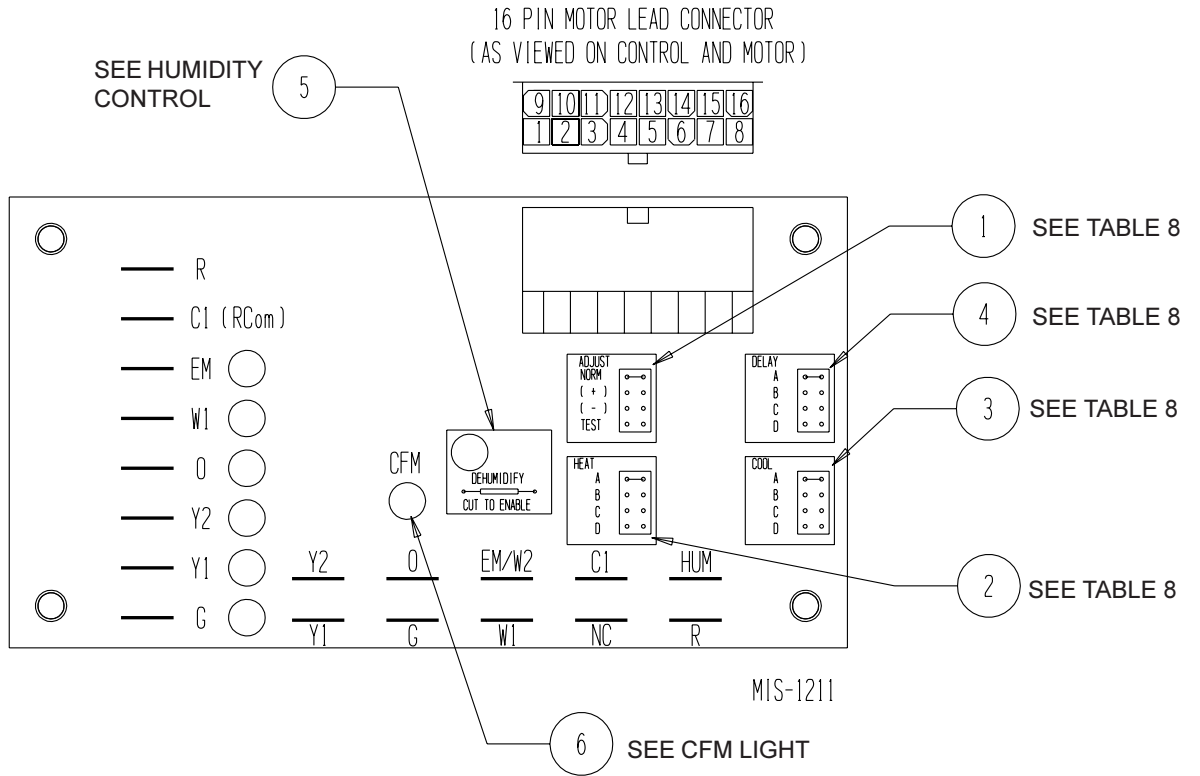 16 PIN MOTOR LEAD CONNECTOR
(AS VIEWED ON CONTROL AND MOTOR)
SEE HUMIDITY
CONTROL
5
9 10 11 12 13 14 15 16
1 2 3 4 5 6 7 8
1
SEE TABLE 8
4
SEE TABLE 8
3
SEE TABLE 8
2
SEE TABLE 8
R
C1 (RCom)
EM
W1
O
Y2
Y1
G
ADJUST
NORM
(+)
(-)
TEST
DELAY
A
B
C
D
HEAT
A
B
C
D
COOL
A
B
C
D
CFM
DEHUMIDIFY
CUT TO ENABLE
Y2 O EM/W2 C1 HUM
Y1 G W1 NC R
MIS-1211
6
SEE CFM LIGHT